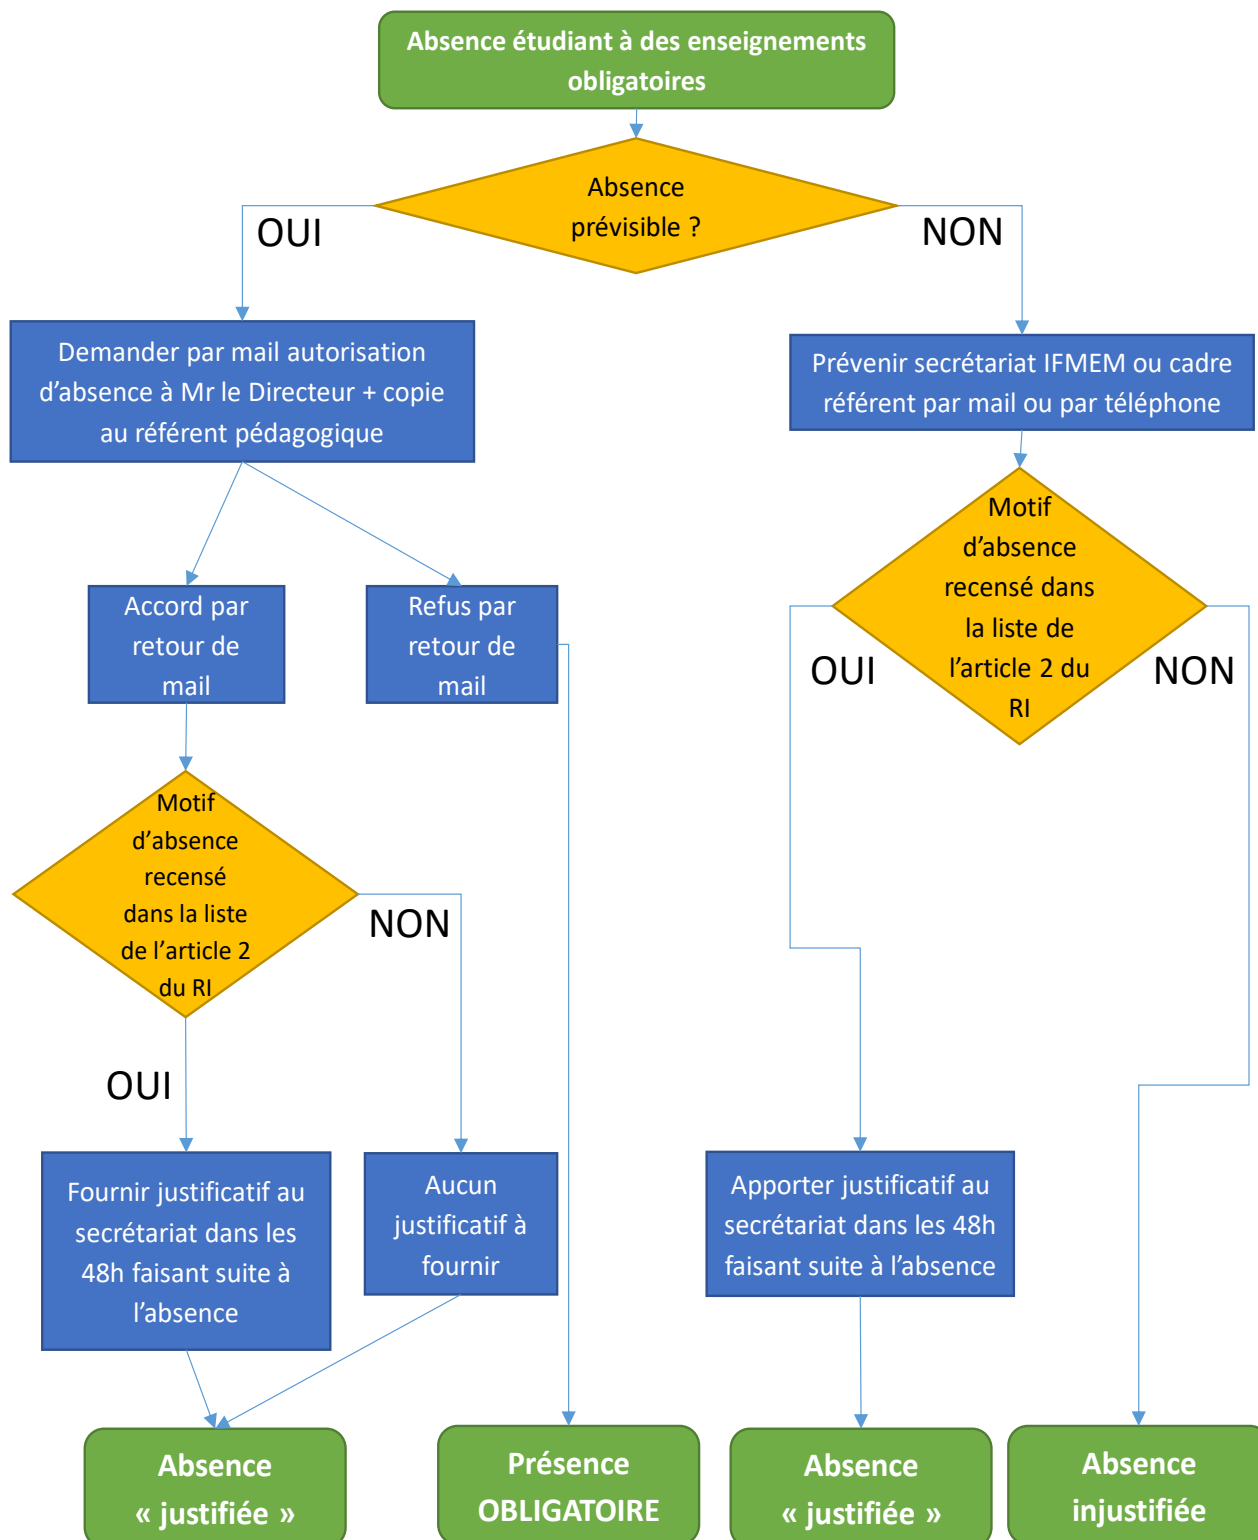 Absence étudiant à des enseignements
obligatoires
Absence
prévisible ?
OUI
NON
Demander par mail autorisation
d’absence à Mr le Directeur + copie
au référent pédagogique
Prévenir secrétariat IFMEM ou cadre
référent par mail ou par téléphone
Accord par
retour de
mail
Refus par
retour de
mail
Motif
d’absence
recensé dans
la liste de
l’article 2 du
RI
OUI
NON
Motif
d’absence
recensé
dans la liste
de l’article 2
du RI
NON
OUI
Fournir justificatif au
secrétariat dans les
48h faisant suite à
l’absence
Aucun
justificatif à
fournir
Apporter justificatif au
secrétariat dans les 48h
faisant suite à l’absence
Absence
« justifiée »
Présence
OBLIGATOIRE
Absence
« justifiée »
Absence
injustifiée